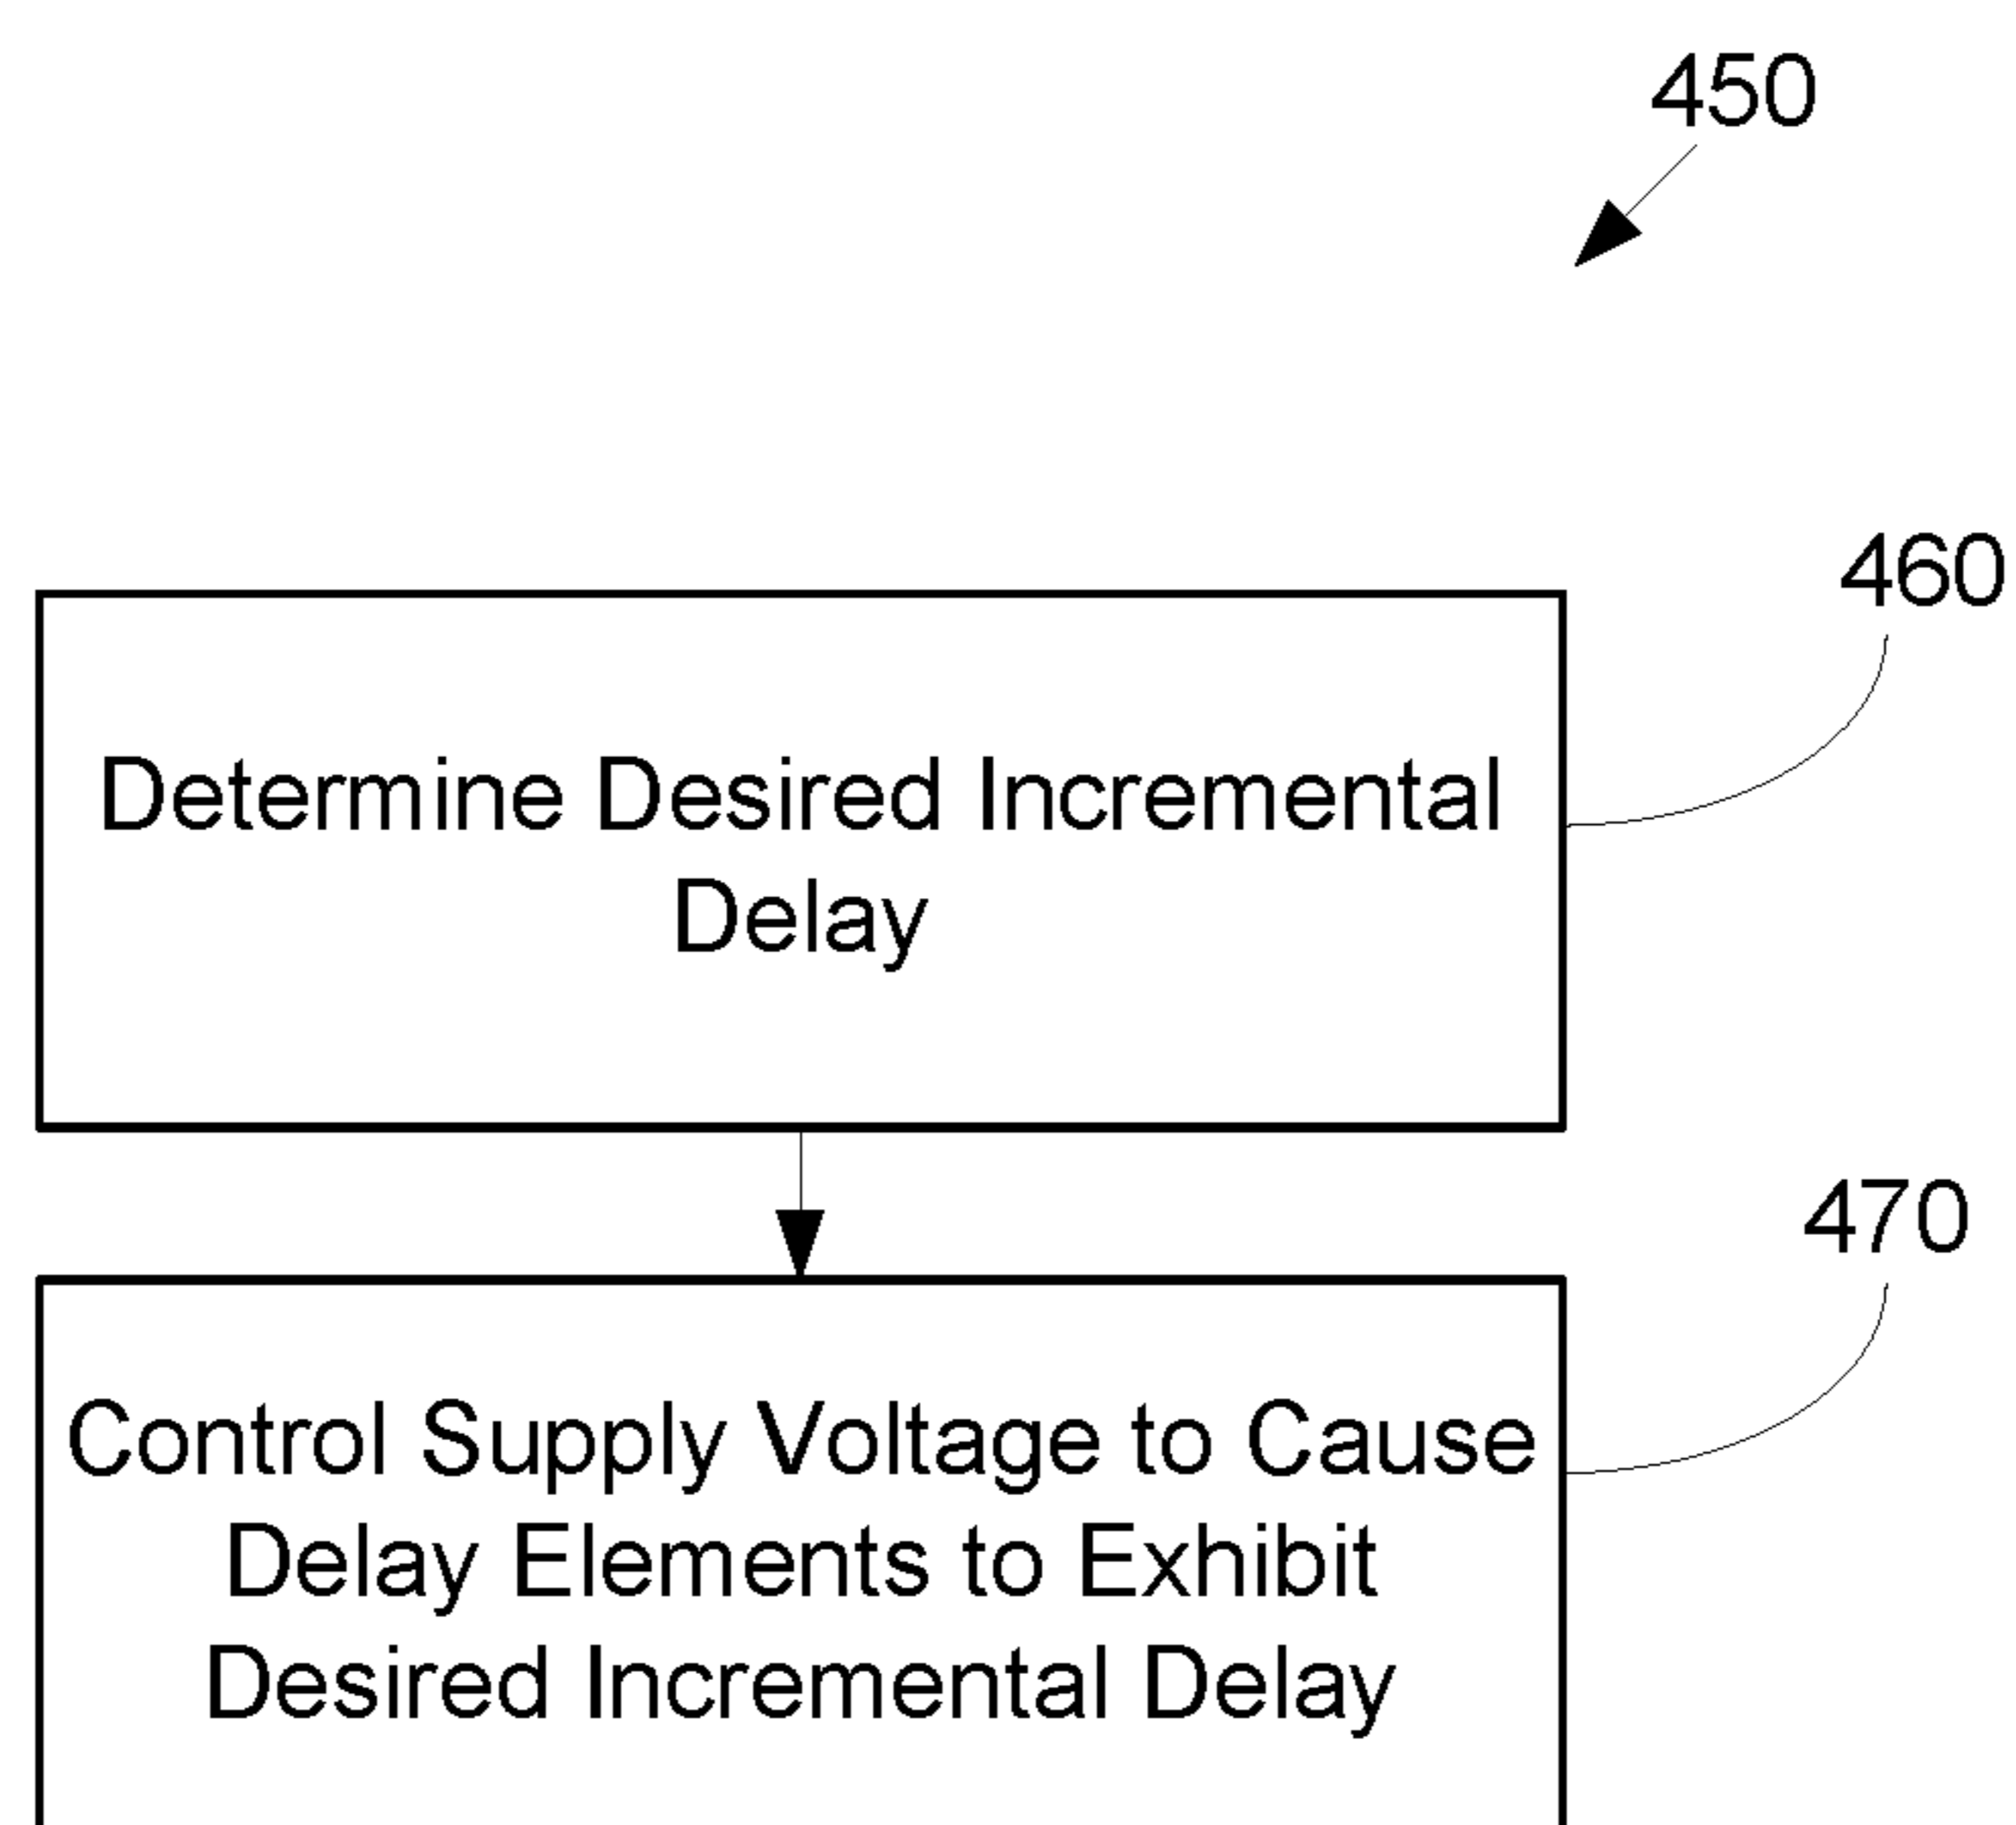 450
460
Determine Desired Incremental
Delay
470
Control Supply Voltage to Cause
Delay Elements to Exhibit
Desired Incremental Delay